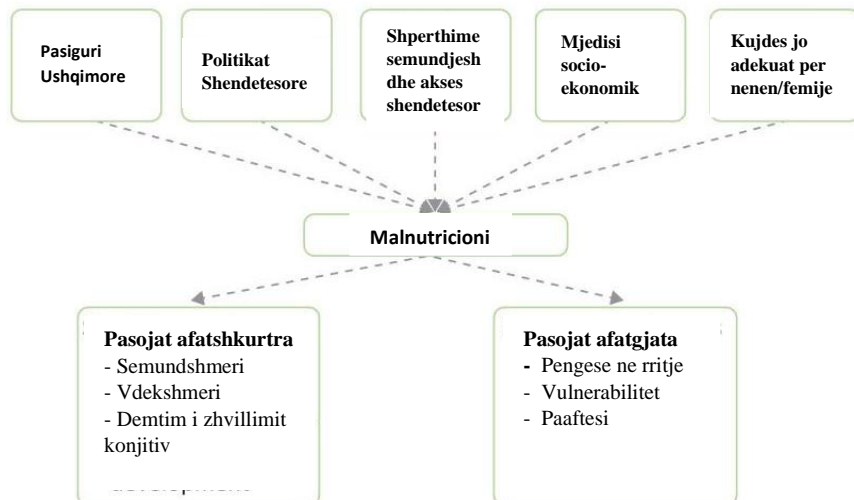 Pasiguri
Ushqimore
Politikat
Shendetesore
Shperthime
semundjesh
dhe akses
shendetesor
Mjedisi
socio-
ekonomik
Kujdes jo
adekuat per
nenen/femije
Malnutricioni
Pasojat afatshkurtra
- Semundshmeri
- Vdekshmeri
- Demtim i zhvillimit
konjitiv
Pasojat afatgjata
- Pengese ne rritje
- Vulnerabilitet
- Paaftesi